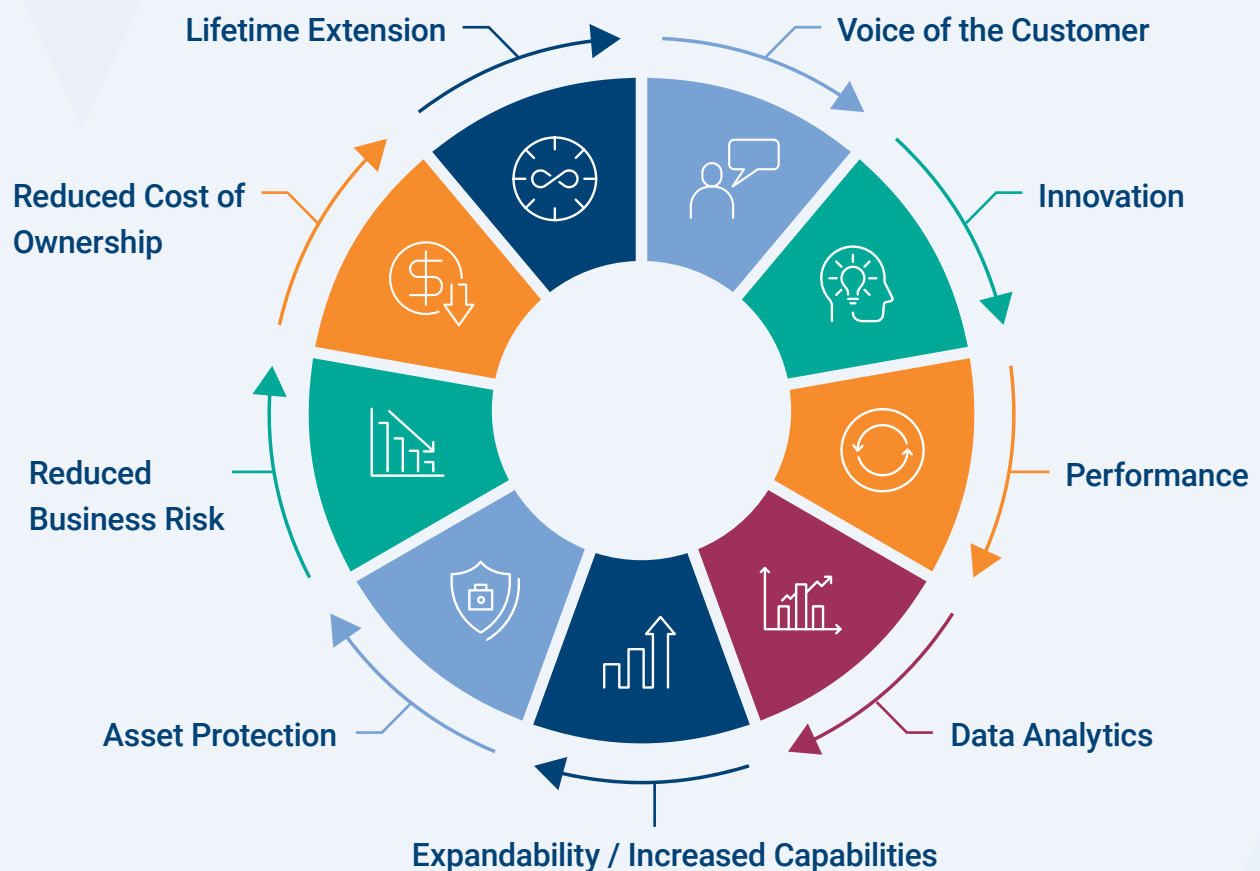 Lifetime Extension
Voice of the Customer
Reduced Cost of
Ownership
Innovation
Reduced
Business Risk
Performance
Asset Protection
Data Analytics
Expandability / Increased Capabilities